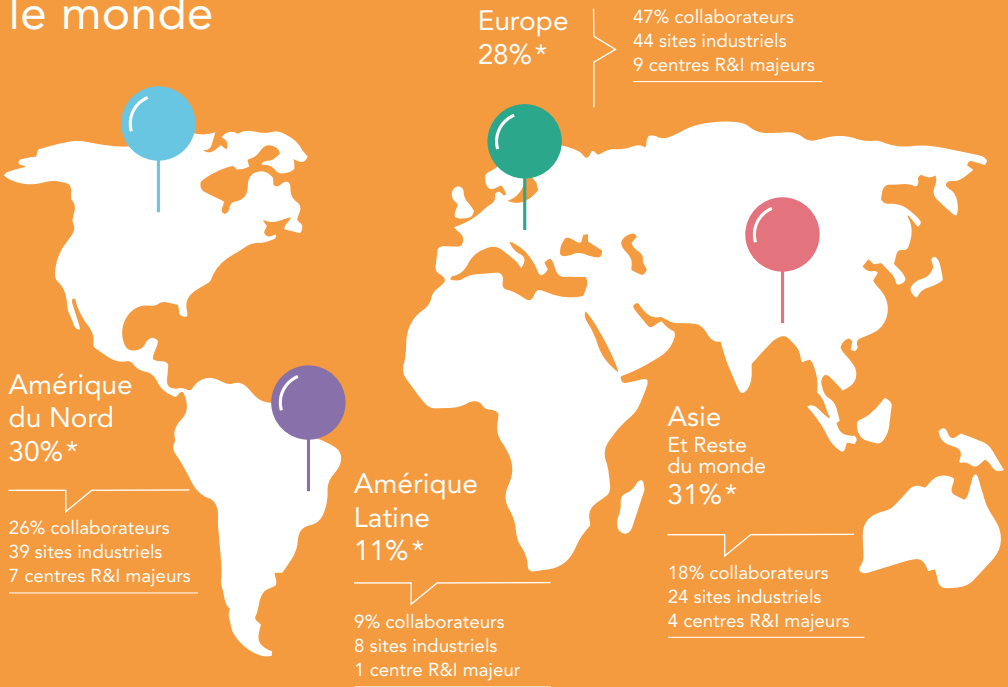 le monde
Europe
28%*
47% collaborateurs
44 sites industriels
9 centres R&I majeurs
Amérique
du Nord
30%*
26% collaborateurs
39 sites industriels
7 centres R&I majeurs
Amérique
Latine
11%*
9% collaborateurs
8 sites industriels
1 centre R&I majeur
Asie
Et Reste
du monde
31%*
18% collaborateurs
24 sites industriels
4 centres R&I majeurs